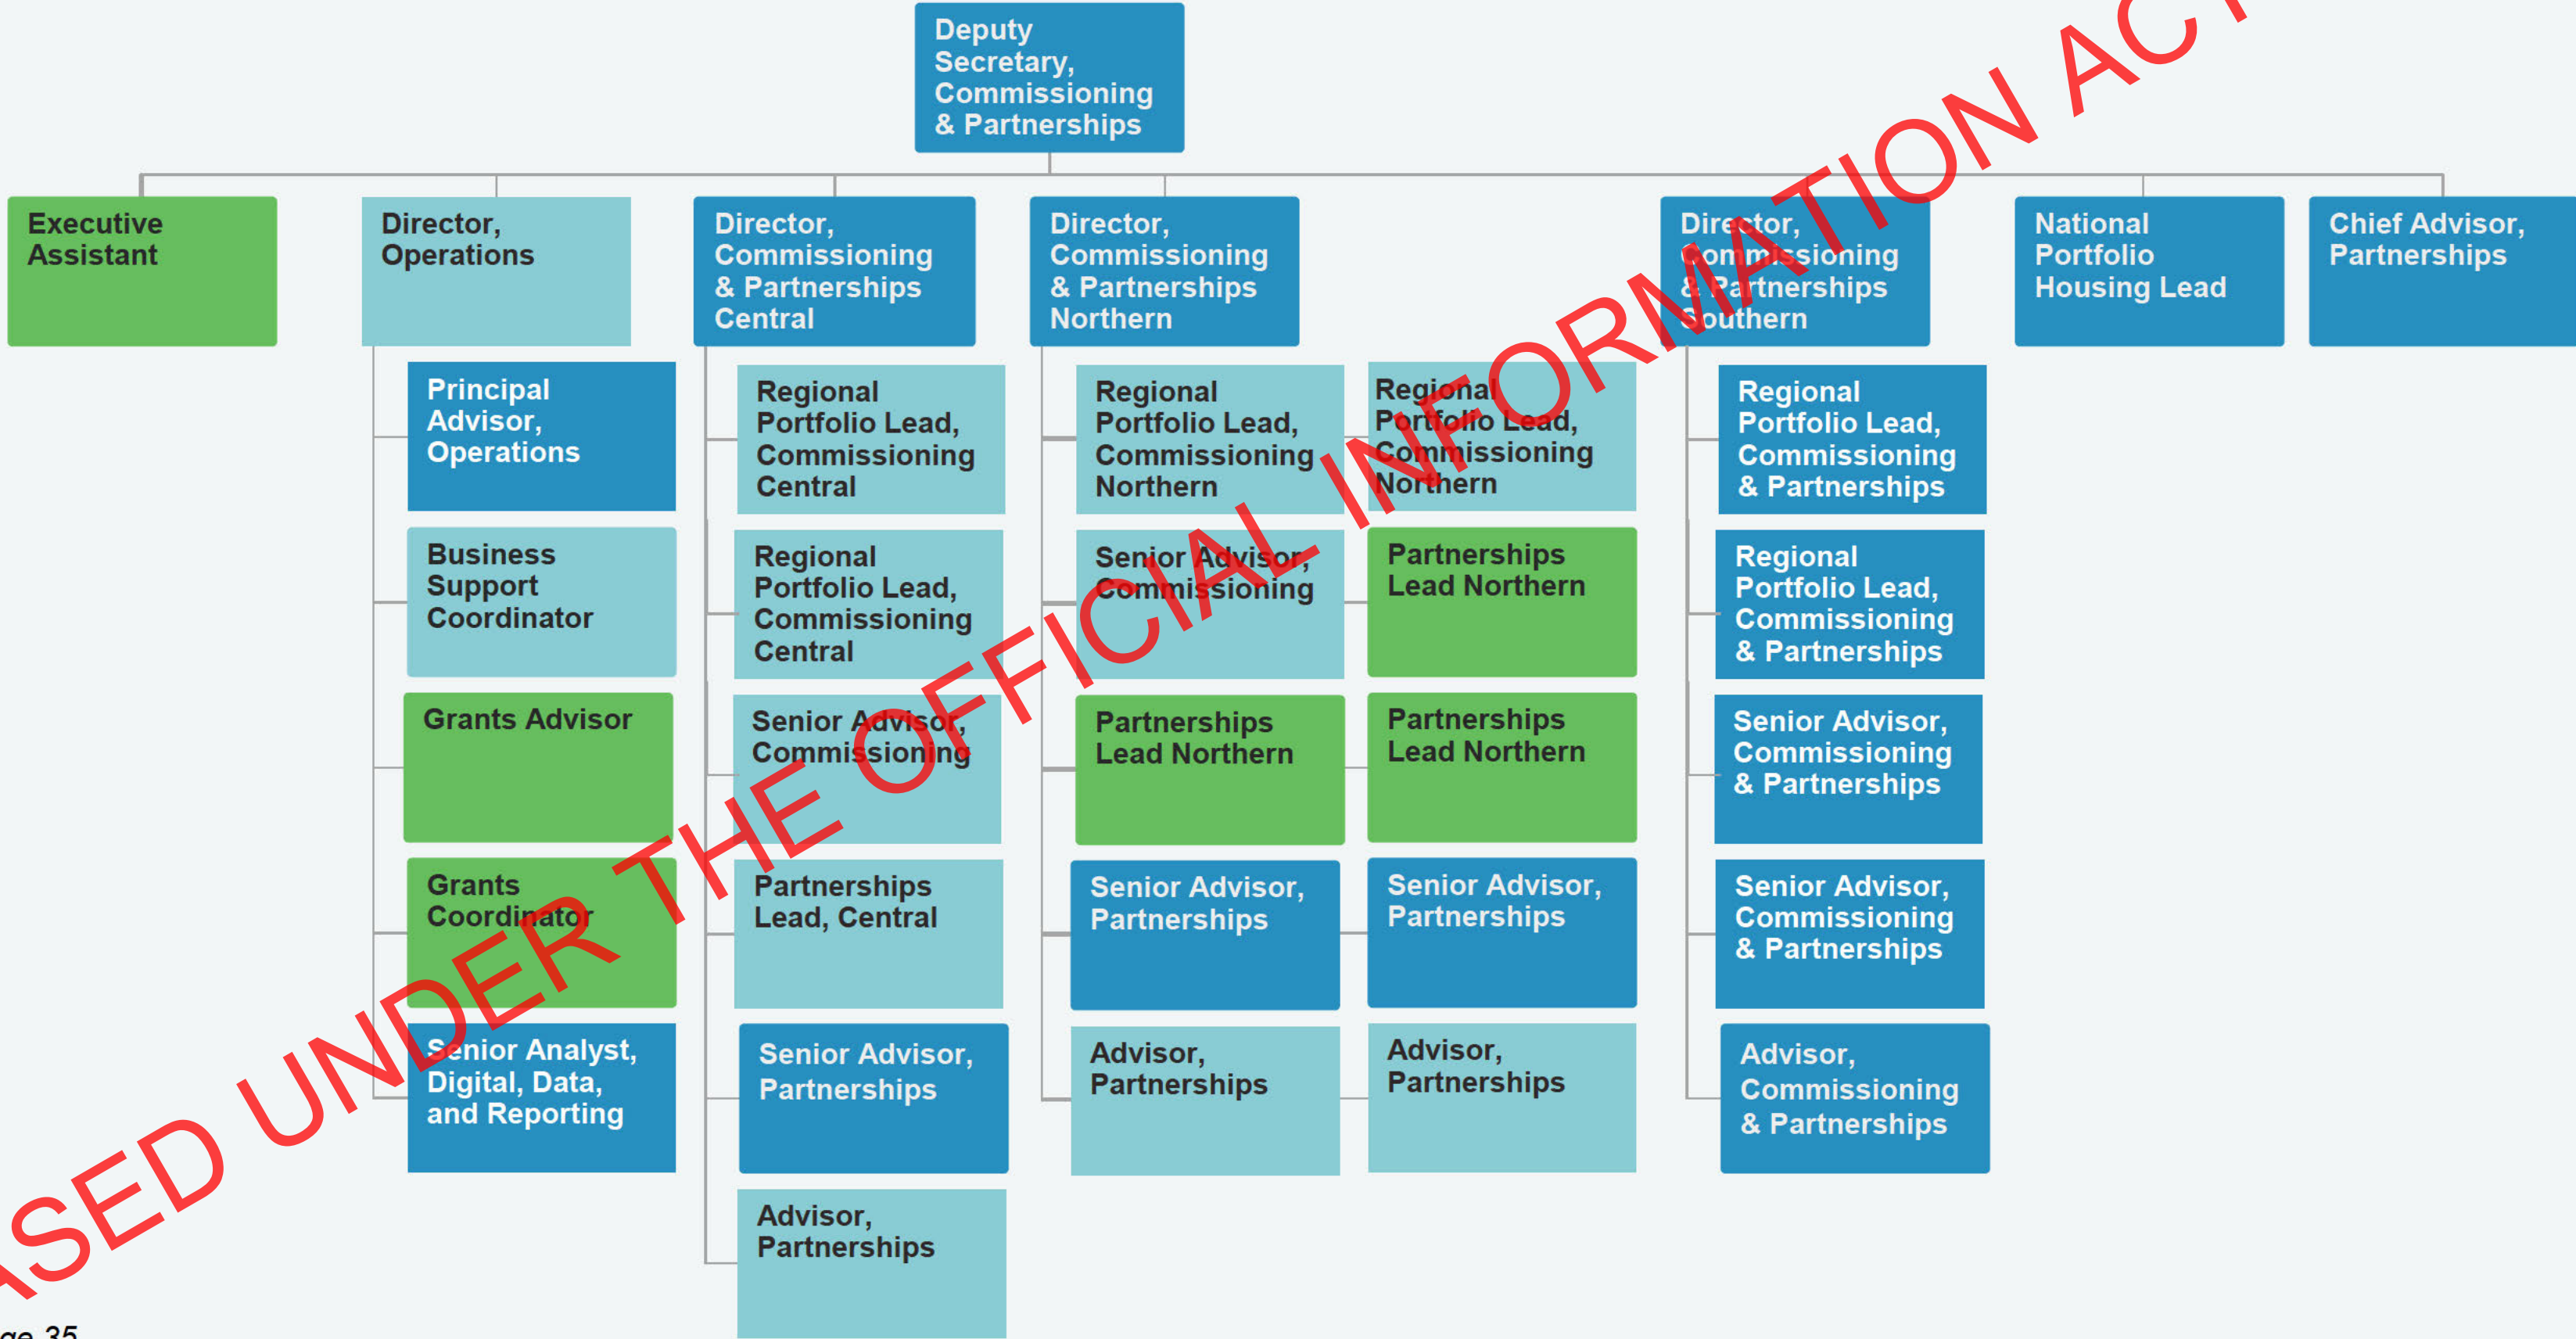 Deputy
Secretary,
Commissioning
& Partnerships
Executive
Assistant
Director,
Operations
Director,
Commissioning
& Partnerships
Central
Director,
Commissioning
& Partnerships
Northern
Director,
Commissioning
& Partnerships
Southern
National
Portfolio
Housing Lead
Chief Advisor,
Partnerships
Principal
Advisor,
Operations
Business
Support
Coordinator
Grants Advisor
Grants
Coordinator
Senior Analyst,
Digital, Data,
and Reporting
Regional
Portfolio Lead,
Commissioning
Central
Regional
Portfolio Lead,
Commissioning
Central
Senior Advisor,
Commissioning
Partnerships
Lead, Central
Senior Advisor,
Partnerships
Advisor,
Partnerships
Regional
Portfolio Lead,
Commissioning
Northern
Senior Advisor,
Commissioning
Partnerships
Lead Northern
Senior Advisor,
Partnerships
Advisor,
Partnerships
Regional
Portfolio Lead,
Commissioning
Northern
Partnerships
Lead Northern
Partnerships
Lead Northern
Senior Advisor,
Partnerships
Advisor,
Partnerships
Regional
Portfolio Lead,
Commissioning
& Partnerships
Regional
Portfolio Lead,
Commissioning
& Partnerships
Senior Advisor,
Commissioning
& Partnerships
Senior Advisor,
Commissioning
& Partnerships
Advisor,
Commissioning
& Partnerships
ASED UNDER THE OFFICIAL INFORMATION ACT
ge 35